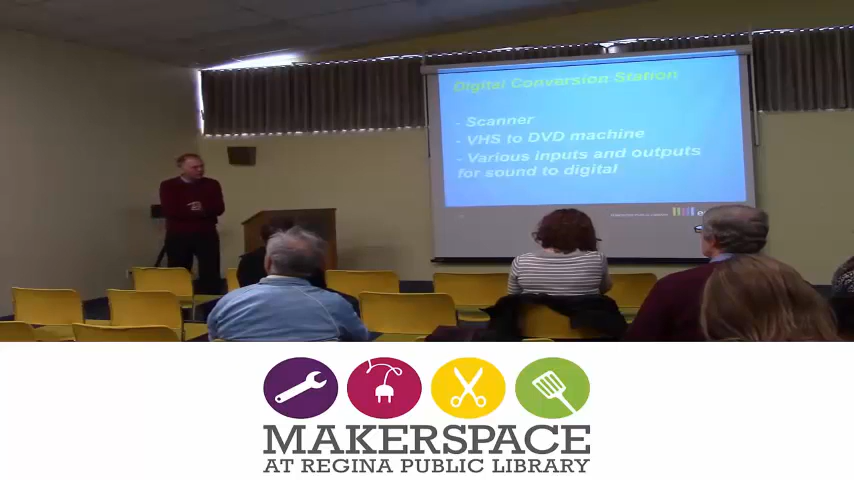 Digital Conversion Station
- Scanner
- VHS to DVD machine
- Various inputs and outputs
for sound to digital
MAKERSPACE
AT REGINA PUBLIC LIBRARY